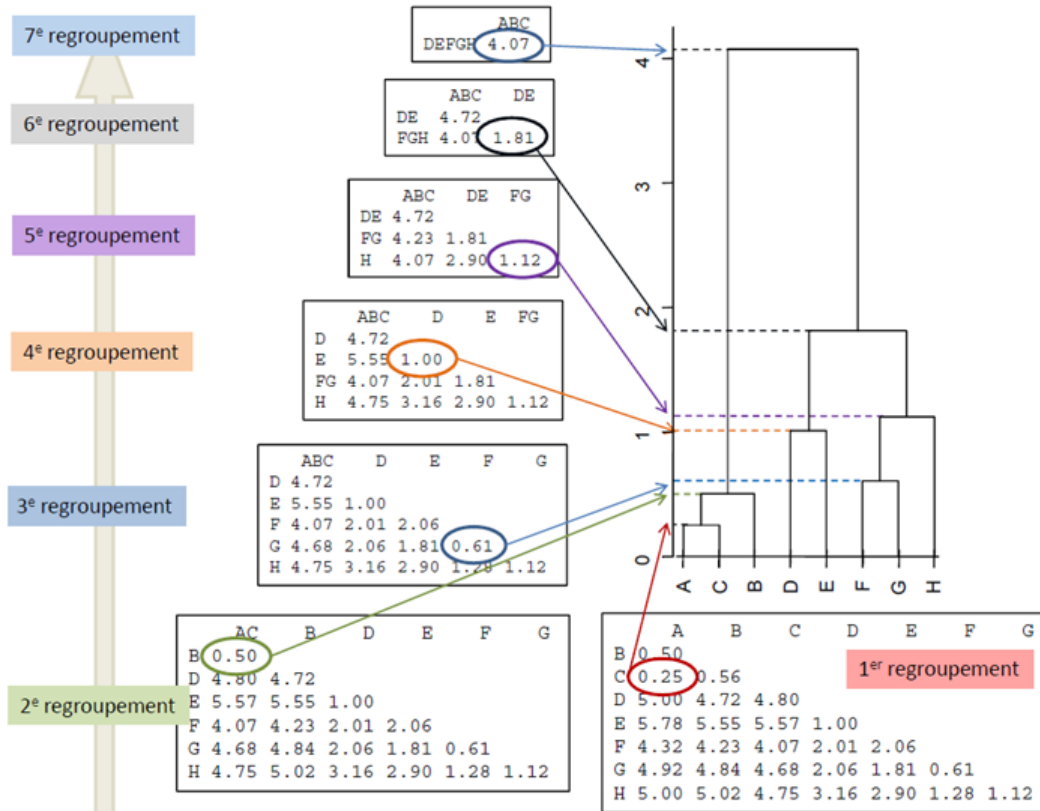 7e regroupement
6e regroupement
5e regroupement
4e regroupement
3e regroupement
2e regroupement
ABC
DEFGH 4.07
ABC DE
DE 4.72
FGH 4.07 1.81
ABC DE FG
DE 4.72
FG 4.23 1.81
H 4.07 2.90 1.12
ABC D E FG
D 4.72
E 5.55 1.00
FG 4.07 2.01 1.81
H 4.75 3.16 2.90 1.12
ABC D E F G
D 4.72
E 5.55 1.00
F 4.07 2.01 2.06
G 4.68 2.06 1.81 0.61
H 4.75 3.16 2.90 1.28 1.12
AC B D E F G
B 0.50
D 4.80 4.72
E 5.57 5.55 1.00
F 4.07 4.23 2.01 2.06
G 4.68 4.84 2.06 1.81 0.61
H 4.75 5.02 3.16 2.90 1.28 1.12
4
3
2
1
0
A C B D E F G H
A B C D E F G
B 0.50
C 0.25 0.56
D 5.00 4.72 4.80
E 5.78 5.55 5.57 1.00
F 4.32 4.23 4.07 2.01 2.06
G 4.92 4.84 4.68 2.06 1.81 0.61
H 5.00 5.02 4.75 3.16 2.90 1.28 1.12
1er regroupement